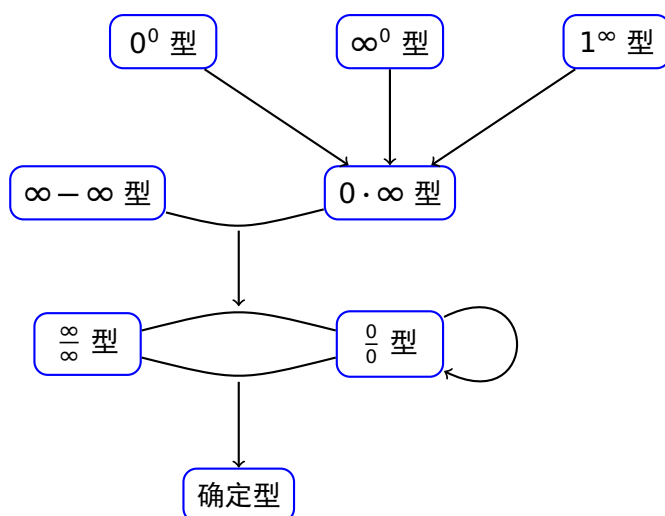 0⁰ 型
∞⁰ 型
1^∞ 型
∞ − ∞ 型
0 · ∞ 型
∞/∞ 型
0/0 型
确定型